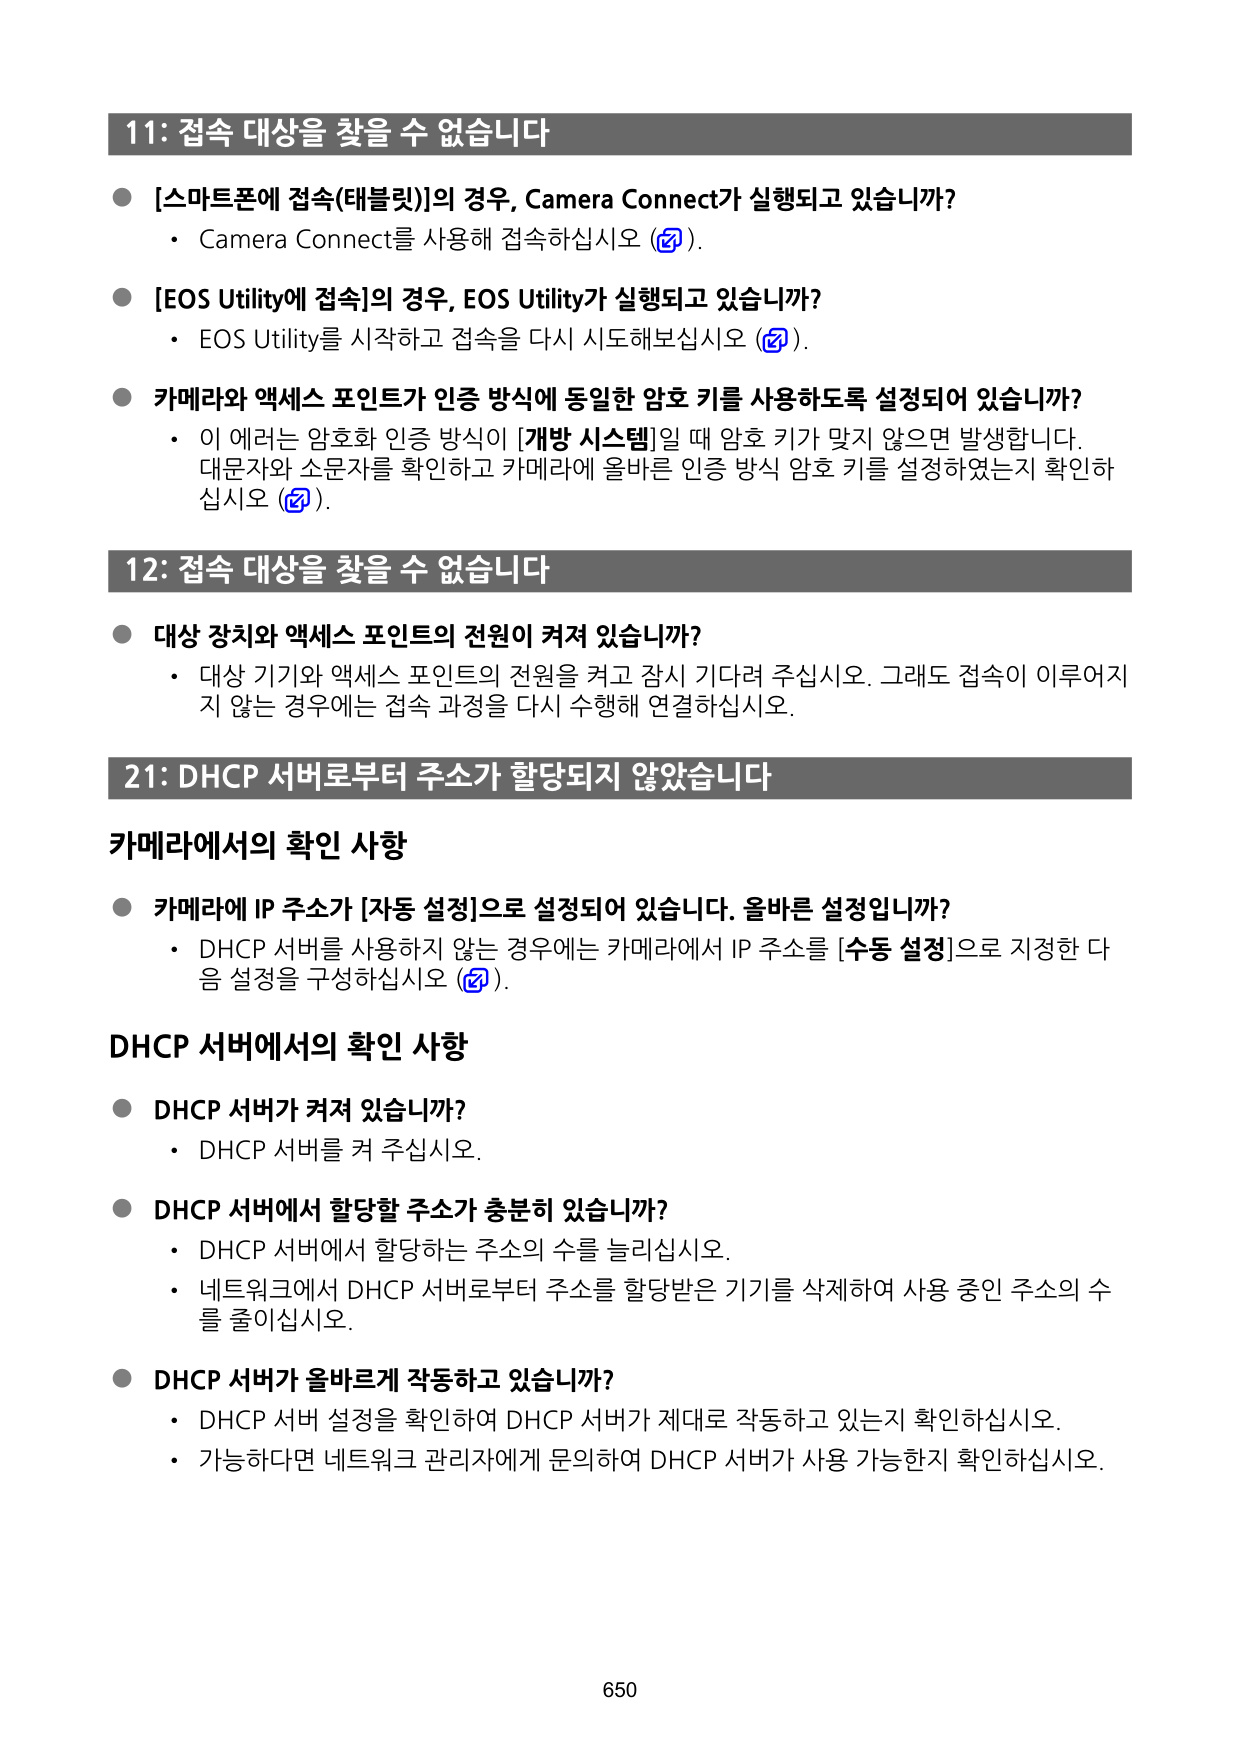 11: 접속 대상을 찾을 수 없습니다
● [스마트폰에 접속(태블릿)]의 경우, Camera Connect가 실행되고 있습니까?
• Camera Connect를 사용해 접속하십시오 ( ).
● [EOS Utility에 접속]의 경우, EOS Utility가 실행되고 있습니까?
• EOS Utility를 시작하고 접속을 다시 시도해보십시오 ( ).
● 카메라와 액세스 포인트가 인증 방식에 동일한 암호 키를 사용하도록 설정되어 있습니까?
• 이 에러는 암호화 인증 방식이 [개방 시스템]일 때 암호 키가 맞지 않으면 발생합니다.
대문자와 소문자를 확인하고 카메라에 올바른 인증 방식 암호 키를 설정하였는지 확인하
십시오 ( ).
12: 접속 대상을 찾을 수 없습니다
● 대상 장치와 액세스 포인트의 전원이 켜져 있습니까?
• 대상 기기와 액세스 포인트의 전원을 켜고 잠시 기다려 주십시오. 그래도 접속이 이루어지
지 않는 경우에는 접속 과정을 다시 수행해 연결하십시오.
21: DHCP 서버로부터 주소가 할당되지 않았습니다
카메라에서의 확인 사항
● 카메라에 IP 주소가 [자동 설정]으로 설정되어 있습니다. 올바른 설정입니까?
• DHCP 서버를 사용하지 않는 경우에는 카메라에서 IP 주소를 [수동 설정]으로 지정한 다
음 설정을 구성하십시오 ( ).
DHCP 서버에서의 확인 사항
● DHCP 서버가 켜져 있습니까?
• DHCP 서버를 켜 주십시오.
● DHCP 서버에서 할당할 주소가 충분히 있습니까?
• DHCP 서버에서 할당하는 주소의 수를 늘리십시오.
• 네트워크에서 DHCP 서버로부터 주소를 할당받은 기기를 삭제하여 사용 중인 주소의 수
를 줄이십시오.
● DHCP 서버가 올바르게 작동하고 있습니까?
• DHCP 서버 설정을 확인하여 DHCP 서버가 제대로 작동하고 있는지 확인하십시오.
• 가능하다면 네트워크 관리자에게 문의하여 DHCP 서버가 사용 가능한지 확인하십시오.
650